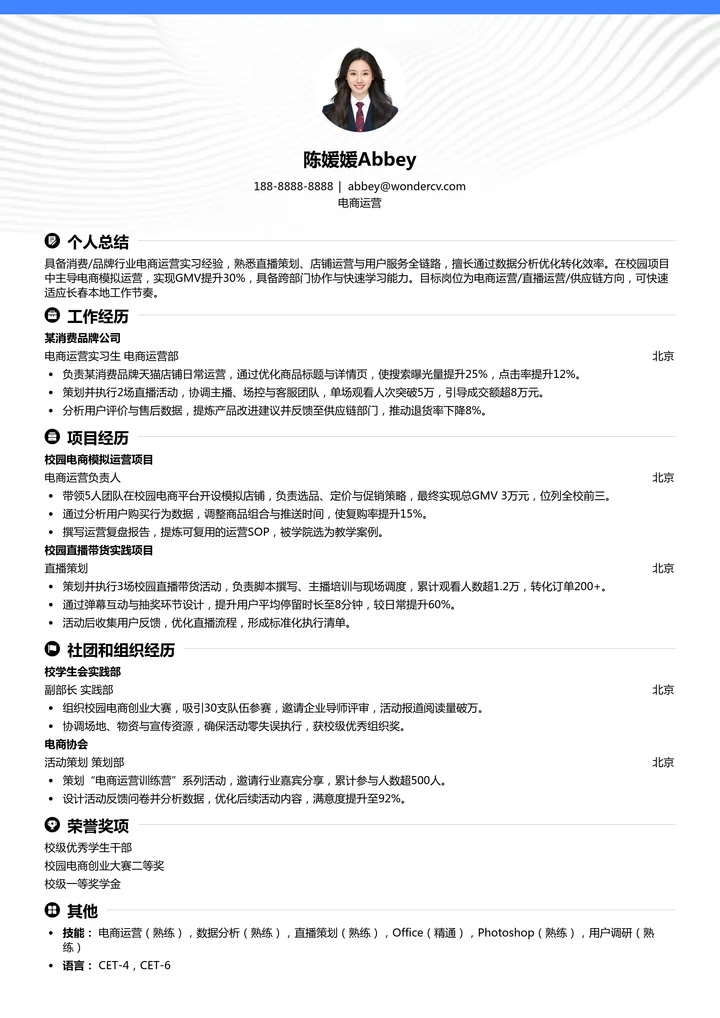 陈媛媛Abbey
188-8888-8888 | abbey@wondercv.com
电商运营
个人总结
具备消费/品牌行业电商运营实习经验，熟悉直播策划、店铺运营与用户服务全链路，擅长通过数据分析优化转化效率。在校园项目
中主导电商模拟运营，实现GMV提升30%，具备跨部门协作与快速学习能力。目标岗位为电商运营/直播运营/供应链方向，可快速
适应长春本地工作节奏。
工作经历
某消费品牌公司
电商运营实习生 电商运营部 北京
• 负责某消费品牌天猫店铺日常运营，通过优化商品标题与详情页，使搜索曝光量提升25%，点击率提升12%。
• 策划并执行2场直播活动，协调主播、场控与客服团队，单场观看人次突破5万，引导成交额超8万元。
• 分析用户评价与售后数据，提炼产品改进建议并反馈至供应链部门，推动退货率下降8%。
项目经历
校园电商模拟运营项目
电商运营负责人 北京
• 带领5人团队在校园电商平台开设模拟店铺，负责选品、定价与促销策略，最终实现总GMV 3万元，位列全校前三。
• 通过分析用户购买行为数据，调整商品组合与推送时间，使复购率提升15%。
• 撰写运营复盘报告，提炼可复用的运营SOP，被学院选为教学案例。
校园直播带货实践项目
直播策划 北京
• 策划并执行3场校园直播带货活动，负责脚本撰写、主播培训与现场调度，累计观看人数超1.2万，转化订单200+。
• 通过弹幕互动与抽奖环节设计，提升用户平均停留时长至8分钟，较日常提升60%。
• 活动后收集用户反馈，优化直播流程，形成标准化执行清单。
社团和组织经历
校学生会实践部
副部长 实践部 北京
• 组织校园电商创业大赛，吸引30支队伍参赛，邀请企业导师评审，活动报道阅读量破万。
• 协调场地、物资与宣传资源，确保活动零失误执行，获校级优秀组织奖。
电商协会
活动策划 策划部 北京
• 策划“电商运营训练营”系列活动，邀请行业嘉宾分享，累计参与人数超500人。
• 设计活动反馈问卷并分析数据，优化后续活动内容，满意度提升至92%。
荣誉奖项
校级优秀学生干部
校园电商创业大赛二等奖
校级一等奖学金
其他
• 技能： 电商运营（熟练），数据分析（熟练），直播策划（熟练），Office（精通），Photoshop（熟练），用户调研（熟
练）
• 语言： CET-4，CET-6